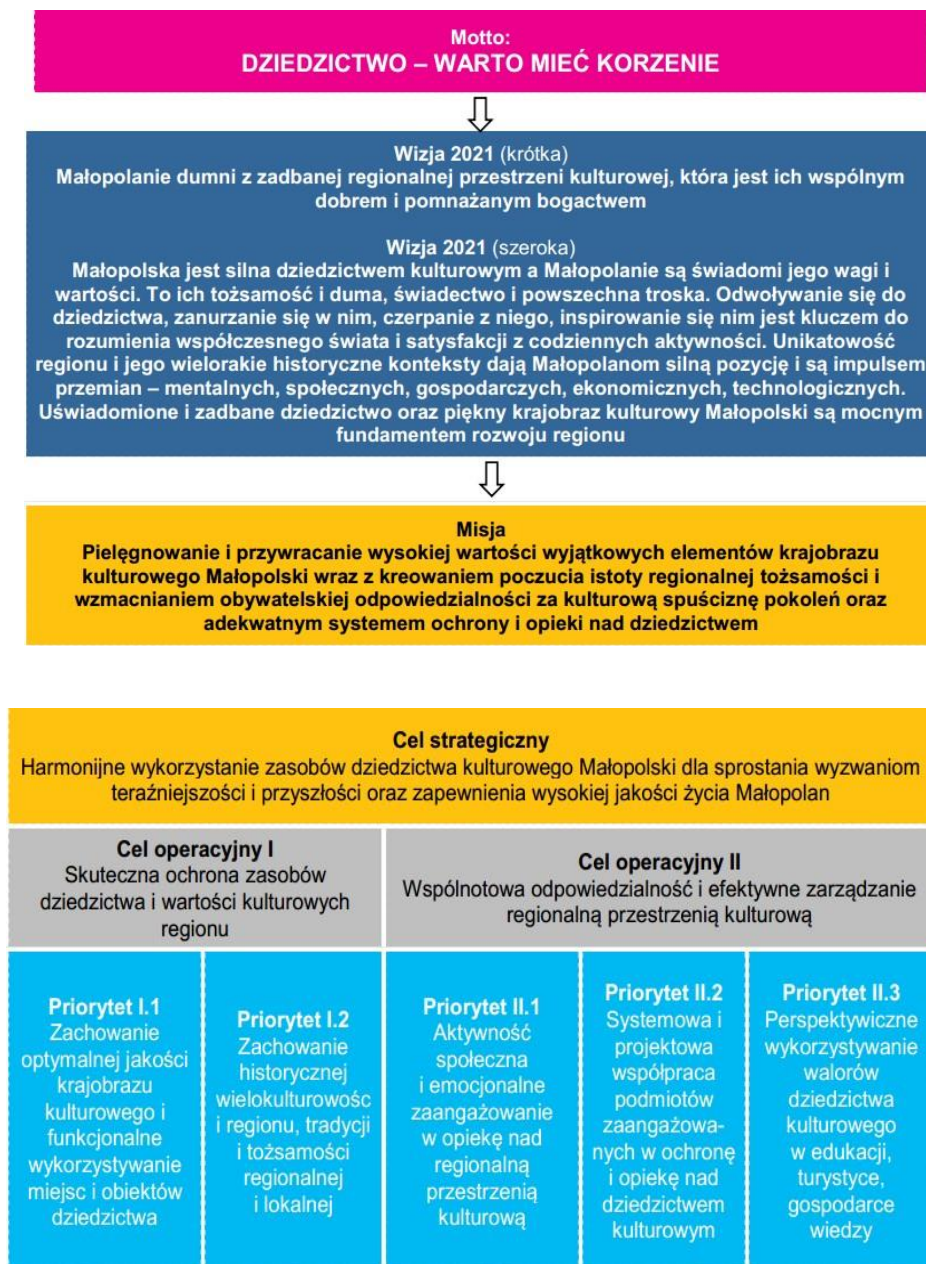 Motto:
DZIEDZICTWO – WARTO MIEĆ KORZENIE
Wizja 2021 (krótka)
Małopolanie dumni z zadbanej regionalnej przestrzeni kulturowej, która jest ich wspólnym
dobrem i pomnażanym bogactwem
Wizja 2021 (szeroka)
Małopolska jest silna dziedzictwem kulturowym a Małopolanie są świadomi jego wagi i
wartości. To ich tożsamość i duma, świadectwo i powszechna troska. Odwoływanie się do
dziedzictwa, zanurzanie się w nim, czerpanie z niego, inspirowanie się nim jest kluczem do
rozumienia współczesnego świata i satysfakcji z codziennych aktywności. Unikatowość
regionu i jego wielorakie historyczne konteksty dają Małopolanom silną pozycję i są impulsem
przemian – mentalnych, społecznych, gospodarczych, ekonomicznych, technologicznych.
Uświadomione i zadbane dziedzictwo oraz piękny krajobraz kulturowy Małopolski są mocnym
fundamentem rozwoju regionu
Misja
Pielęgnowanie i przywracanie wysokiej wartości wyjątkowych elementów krajobrazu
kulturowego Małopolski wraz z kreowaniem poczucia istoty regionalnej tożsamości i
wzmacnianiem obywatelskiej odpowiedzialności za kulturową spuściznę pokoleń oraz
adekwatnym systemem ochrony i opieki nad dziedzictwem
Cel strategiczny
Harmonijne wykorzystanie zasobów dziedzictwa kulturowego Małopolski dla sprostania wyzwaniom
teraźniejszości i przyszłości oraz zapewnienia wysokiej jakości życia Małopolan
Cel operacyjny I
Skuteczna ochrona zasobów
dziedzictwa i wartości kulturowych
regionu
Cel operacyjny II
Wspólnotowa odpowiedzialność i efektywne zarządzanie
regionalną przestrzenią kulturową
Priorytet I.1
Zachowanie
optymalnej jakości
krajobrazu
kulturowego i
funkcjonalne
wykorzystywanie
miejsc i obiektów
dziedzictwa
Priorytet I.2
Zachowanie
historycznej
wielokulturowośc
i regionu, tradycji
i tożsamości
regionalnej
i lokalnej
Priorytet II.1
Aktywność
społeczna
i emocjonalne
zaangażowanie
w opiekę nad
regionalną
przestrzenią
kulturową
Priorytet II.2
Systemowa i
projektowa
współpraca
podmiotów
zaangażowa-
nych w ochronę
i opiekę nad
dziedzictwem
kulturowym
Priorytet II.3
Perspektywiczne
wykorzystywanie
walorów
dziedzictwa
kulturowego
w edukacji,
turystyce,
gospodarce
wiedzy